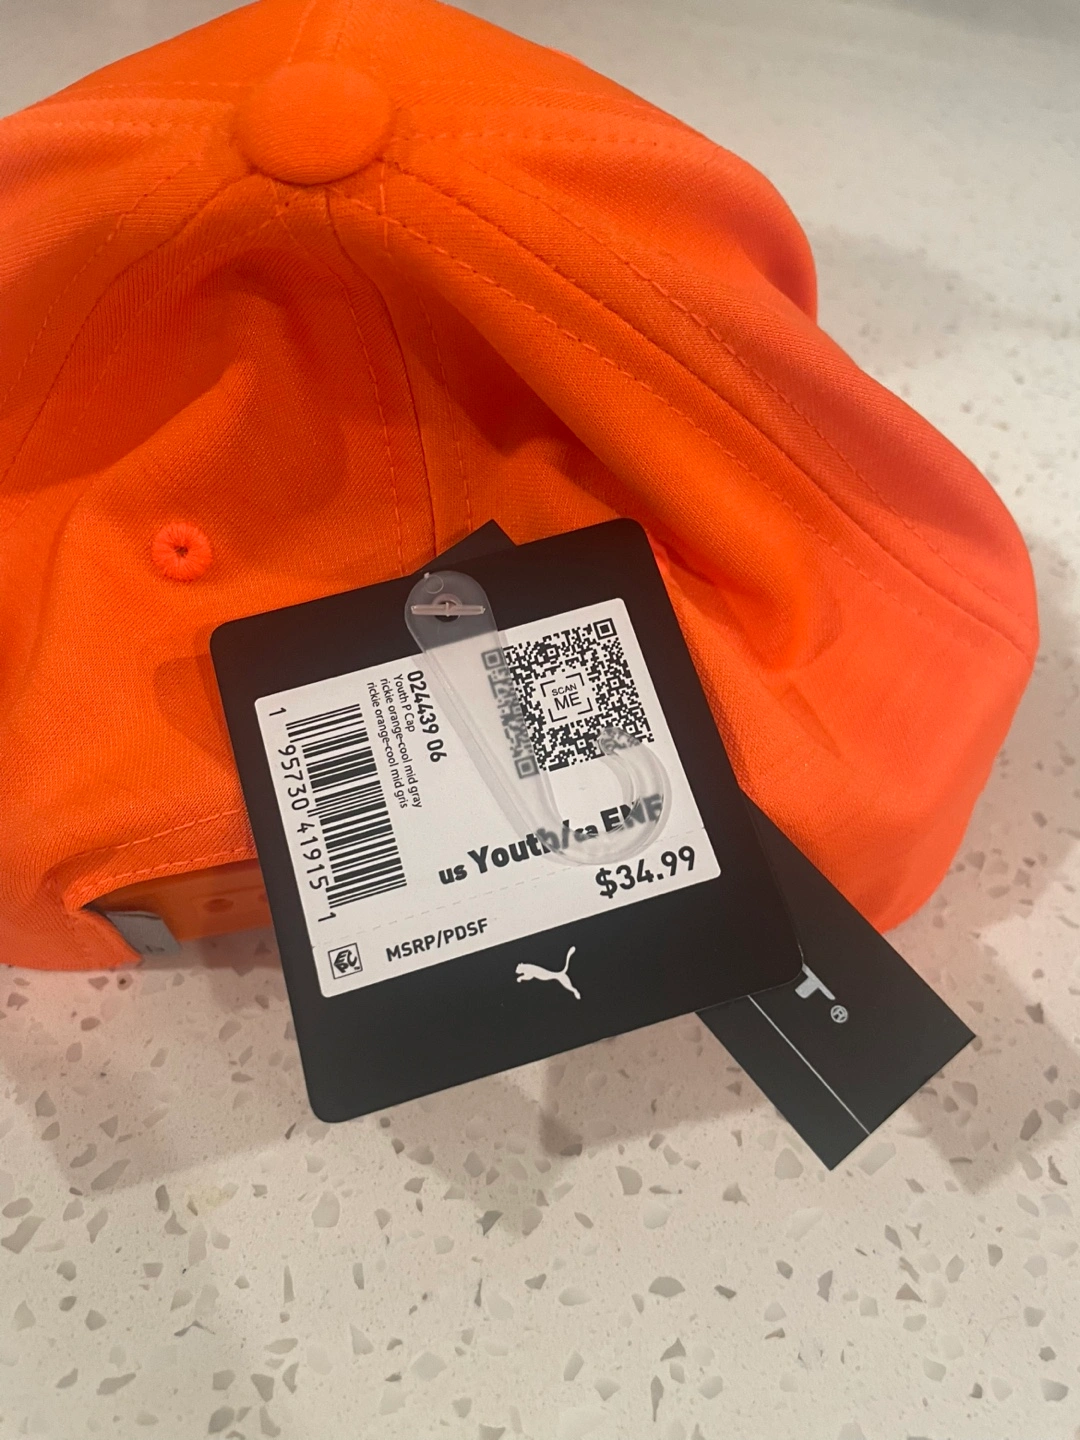 024439 06
Youth P Cap
rickie orange-cool mid gray
rickie orange-cool mid gris
1 95730 41915 1
SCAN
ME
us Youth/ca ENF
$34.99
MSRP/PDSF
T®